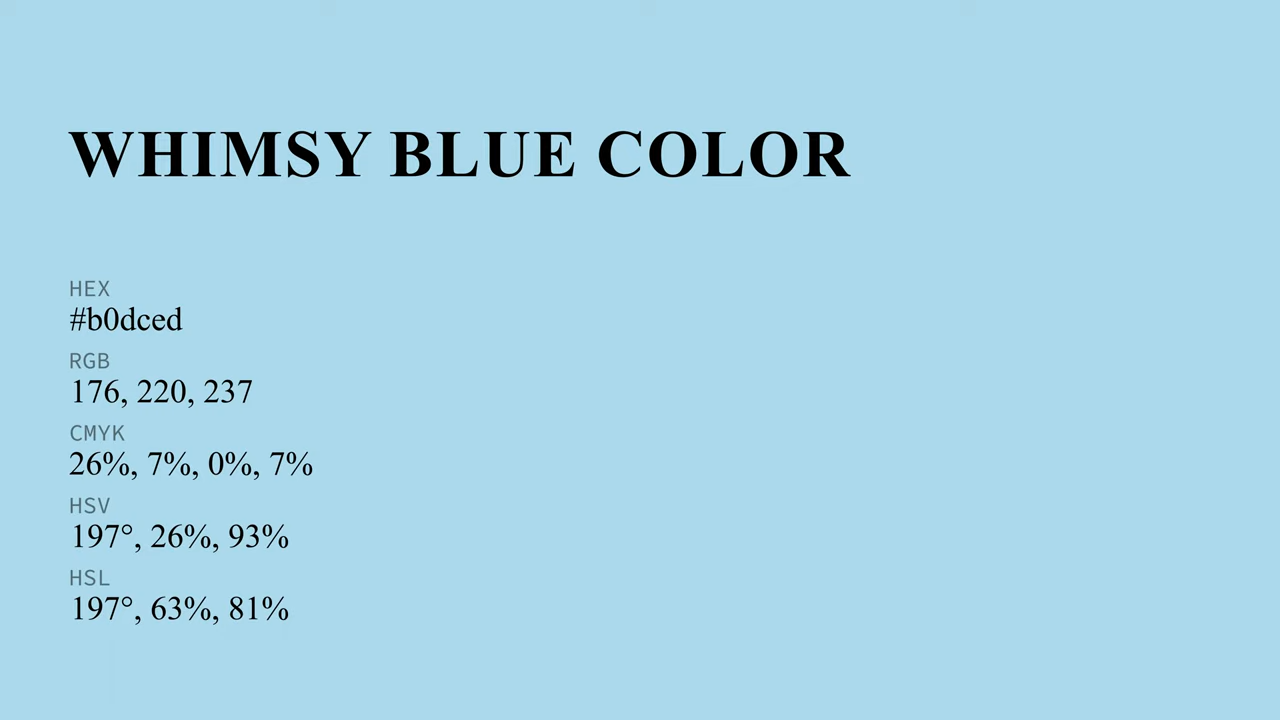 WHIMSY BLUE COLOR
HEX
#b0dced
RGB
176, 220, 237
CMYK
26%, 7%, 0%, 7%
HSV
197°, 26%, 93%
HSL
197°, 63%, 81%